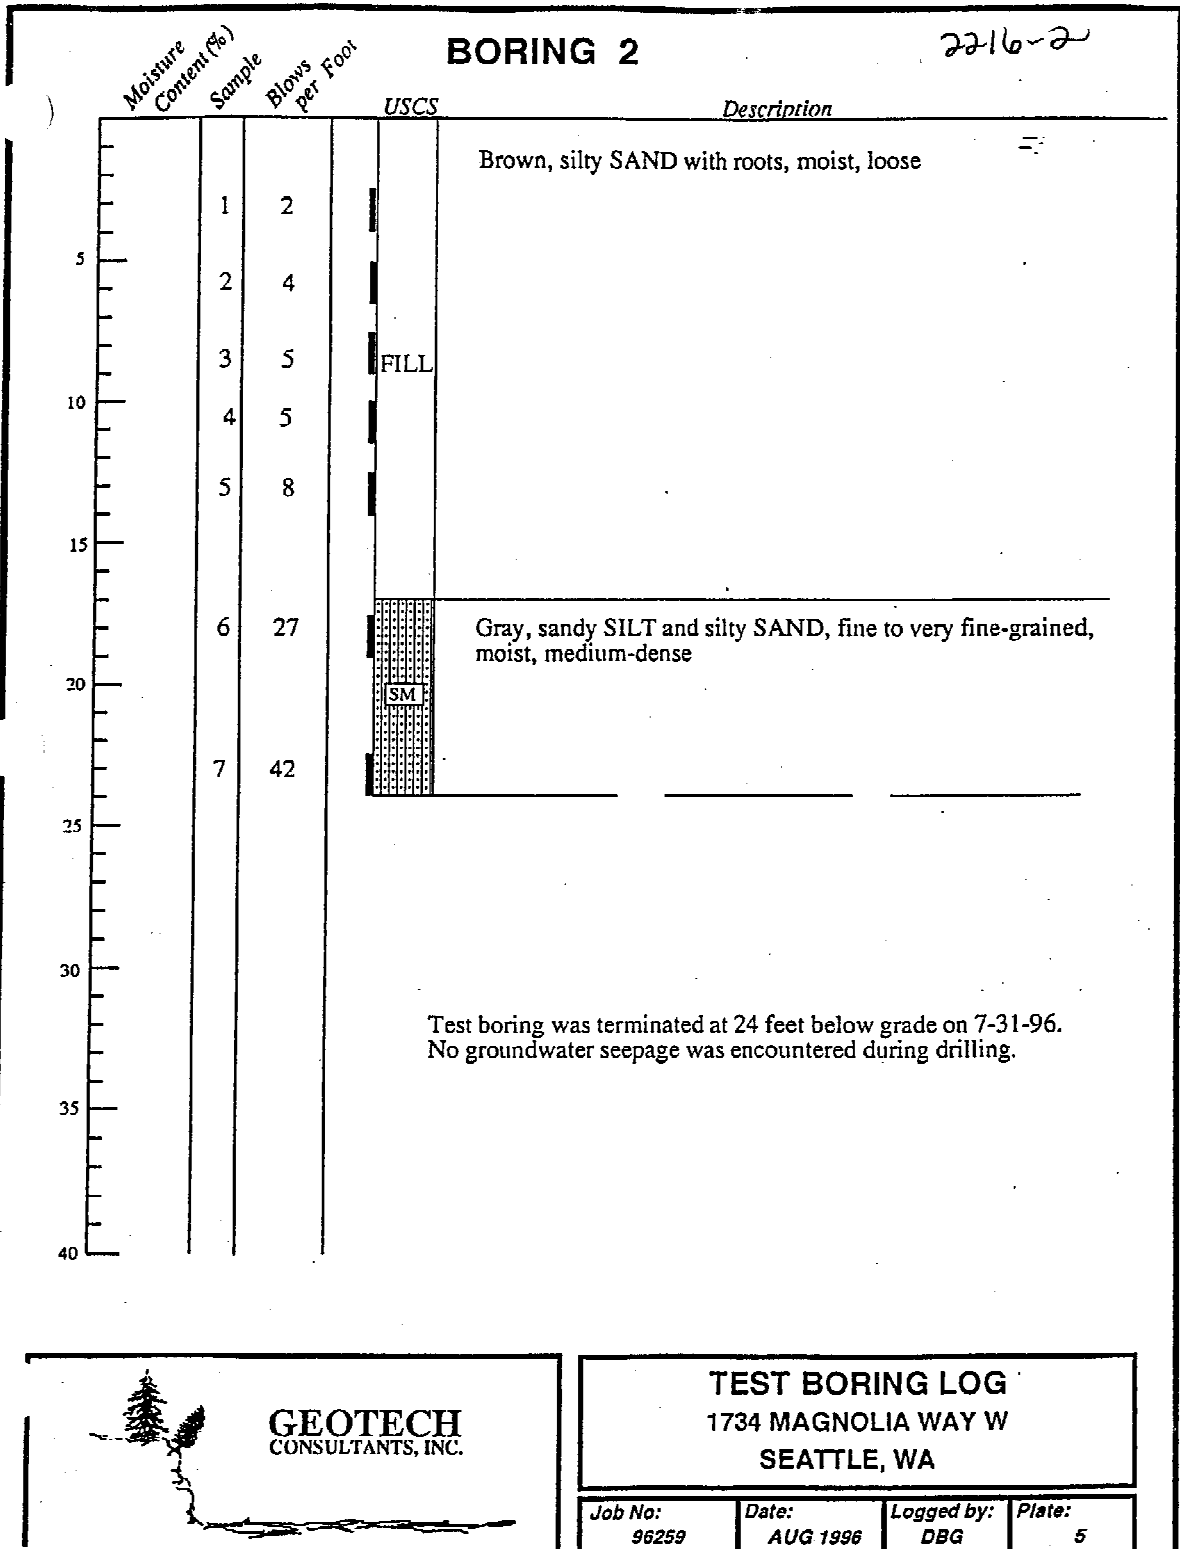 BORING 2
2216-2
Moisture
Content (%)
Sample
Blows
per Foot
USCS
Description
Brown, silty SAND with roots, moist, loose
1 2
5
2 4
3 5
FILL
10
4 5
5 8
15
6 27
Gray, sandy SILT and silty SAND, fine to very fine-grained,
moist, medium-dense
20
SM
7 42
25
30
Test boring was terminated at 24 feet below grade on 7-31-96.
No groundwater seepage was encountered during drilling.
35
40
GEOTECH
CONSULTANTS, INC.
TEST BORING LOG
1734 MAGNOLIA WAY W
SEATTLE, WA
Job No: Date: Logged by: Plate:
96259 AUG 1996 DBG 5